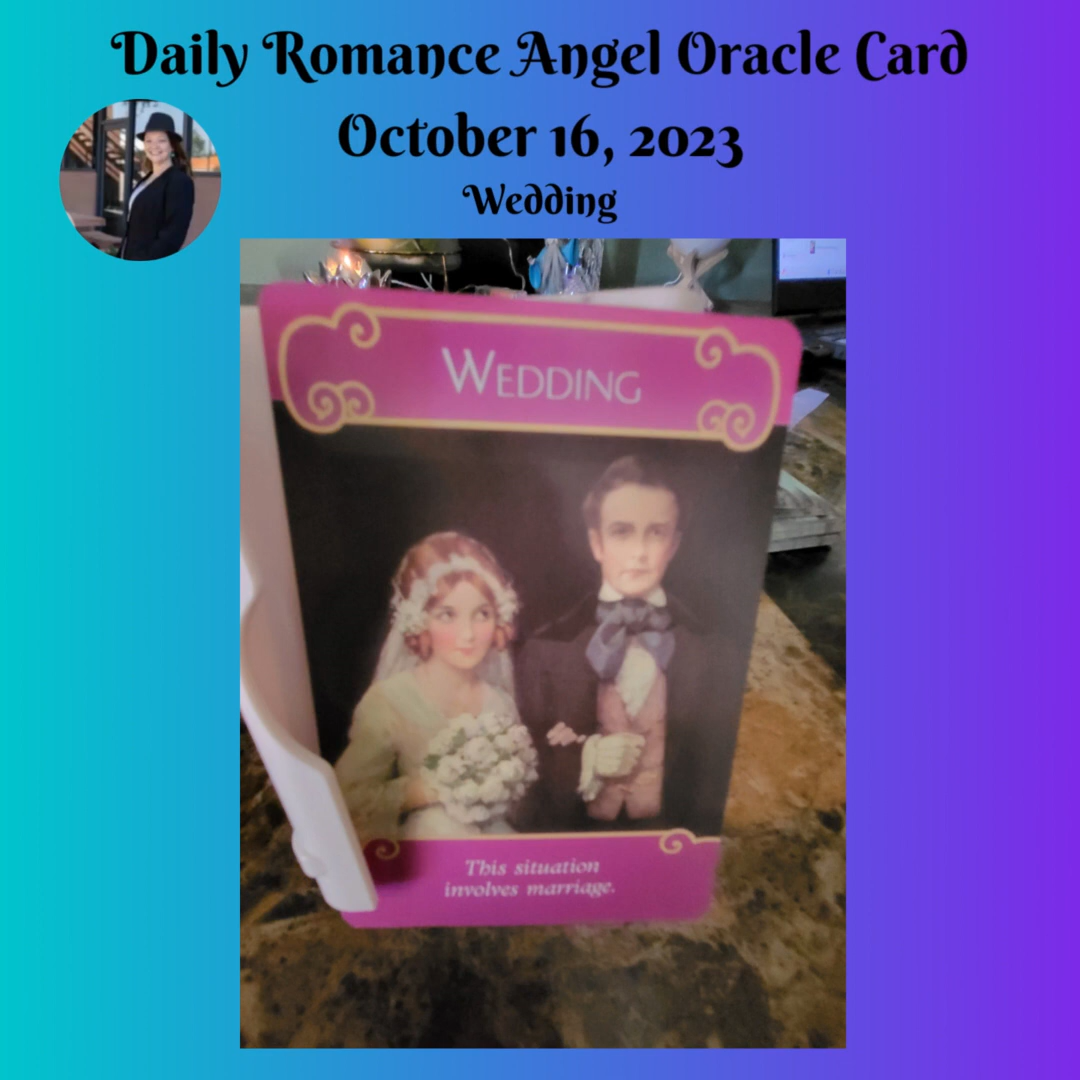 Daily Romance Angel Oracle Card
October 16, 2023
Wedding
WEDDING
This situation
involves marriage.